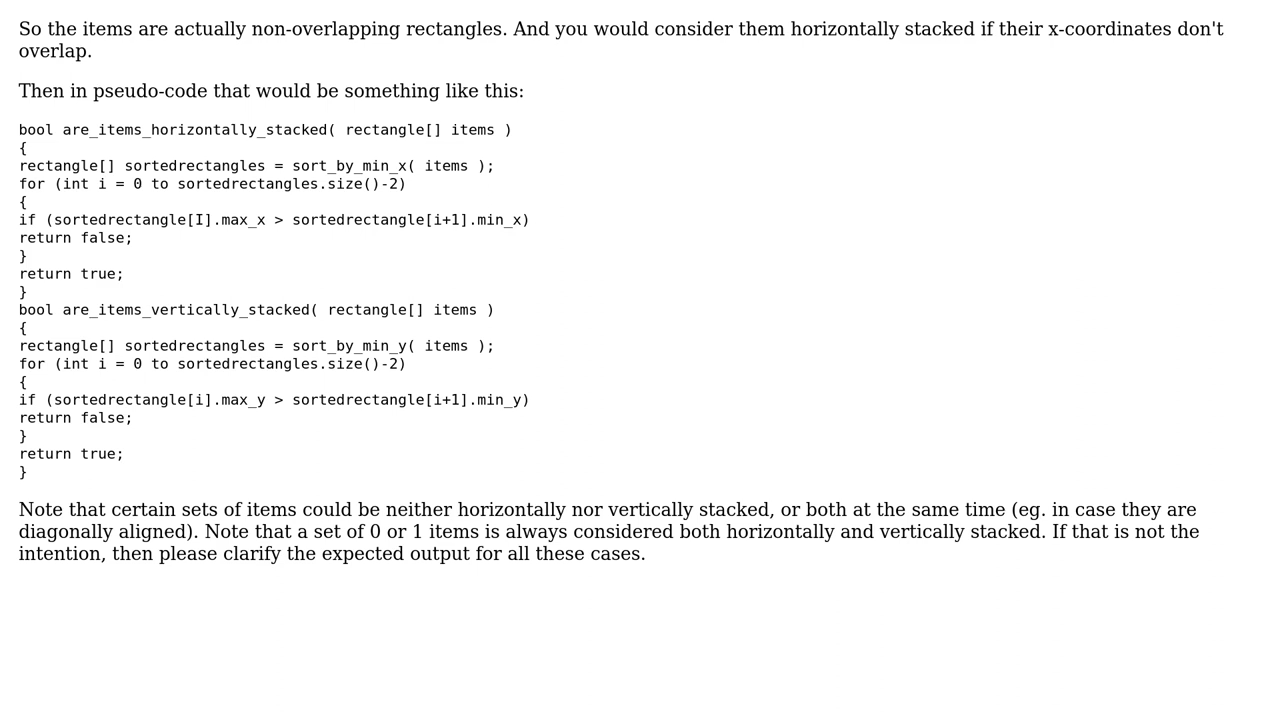 So the items are actually non-overlapping rectangles. And you would consider them horizontally stacked if their x-coordinates don't
overlap.
Then in pseudo-code that would be something like this:
bool are_items_horizontally_stacked( rectangle[] items )
{
rectangle[] sortedrectangles = sort_by_min_x( items );
for (int i = 0 to sortedrectangles.size()-2)
{
if (sortedrectangle[I].max_x > sortedrectangle[i+1].min_x)
return false;
}
return true;
}
bool are_items_vertically_stacked( rectangle[] items )
{
rectangle[] sortedrectangles = sort_by_min_y( items );
for (int i = 0 to sortedrectangles.size()-2)
{
if (sortedrectangle[i].max_y > sortedrectangle[i+1].min_y)
return false;
}
return true;
}
Note that certain sets of items could be neither horizontally nor vertically stacked, or both at the same time (eg. in case they are
diagonally aligned). Note that a set of 0 or 1 items is always considered both horizontally and vertically stacked. If that is not the
intention, then please clarify the expected output for all these cases.